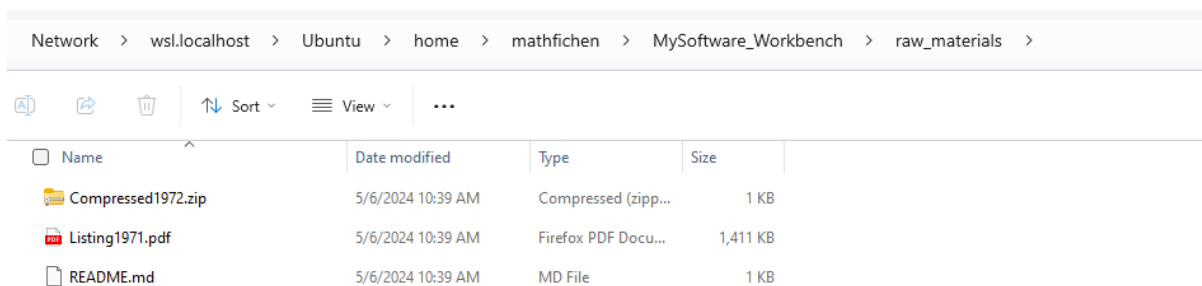 Network > wsl.localhost > Ubuntu > home > mathfichen > MySoftware_Workbench > raw_materials >
Sort View ...
Name Date modified Type Size
Compressed1972.zip 5/6/2024 10:39 AM Compressed (zipp... 1 KB
Listing1971.pdf 5/6/2024 10:39 AM Firefox PDF Docu... 1,411 KB
README.md 5/6/2024 10:39 AM MD File 1 KB